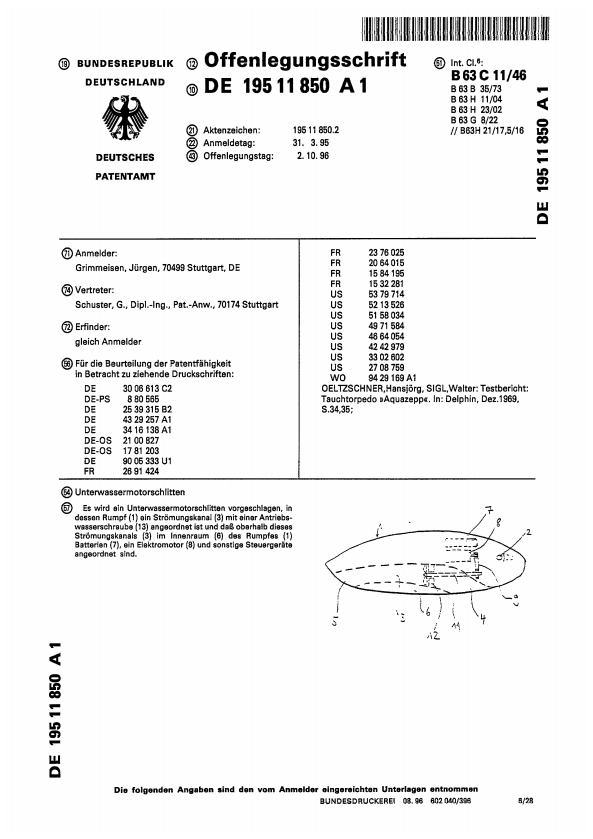 ⑲ BUNDESREPUBLIK
DEUTSCHLAND
DEUTSCHES
PATENTAMT
⑫ Offenlegungsschrift
⑩ DE 195 11 850 A 1
㉑ Aktenzeichen: 195 11 850.2
㉒ Anmeldetag: 31. 3. 95
㊸ Offenlegungstag: 2. 10. 96
�51 Int. Cl.⁶:
B 63 C 11/46
B 63 B 35/73
B 63 H 11/04
B 63 H 23/02
B 63 G 8/22
// B63H 21/17,5/16
DE 195 11 850 A 1
(71) Anmelder:
Grimmeisen, Jürgen, 70499 Stuttgart, DE
(74) Vertreter:
Schuster, G., Dipl.-Ing., Pat.-Anw., 70174 Stuttgart
(72) Erfinder:
gleich Anmelder
(56) Für die Beurteilung der Patentfähigkeit
in Betracht zu ziehende Druckschriften:
DE 30 06 613 C2
DE-PS 8 80 565
DE 25 39 315 B2
DE 43 29 257 A1
DE 34 16 138 A1
DE-OS 21 00 827
DE-OS 17 81 203
DE 90 05 333 U1
FR 26 91 424
FR 23 76 025
FR 20 64 015
FR 15 84 195
FR 15 32 281
US 53 79 714
US 52 13 526
US 51 58 034
US 49 71 584
US 46 64 054
US 42 42 979
US 33 02 602
US 27 08 759
WO 94 29 169 A1
OELTZSCHNER,Hansjörg, SIGL,Walter: Testbericht:
Tauchtorpedo »Aquazepp«. In: Delphin, Dez.1969,
S.34,35;
(54) Unterwassermotorschlitten
(57) Es wird ein Unterwassermotorschlitten vorgeschlagen, in
dessen Rumpf (1) ein Strömungskanal (3) mit einer Antriebs-
wasserschraube (13) angeordnet ist und daß oberhalb dieses
Strömungskanals (3) im Innenraum (6) des Rumpfes (1)
Batterien (7), ein Elektromotor (8) und sonstige Steuergeräte
angeordnet sind.
1
7
8
2
9
5
3
6
12
11
4
DE 195 11 850 A 1
Die folgenden Angaben sind den vom Anmelder eingereichten Unterlagen entnommen
BUNDESDRUCKEREI 08. 96 602 040/396 6/28